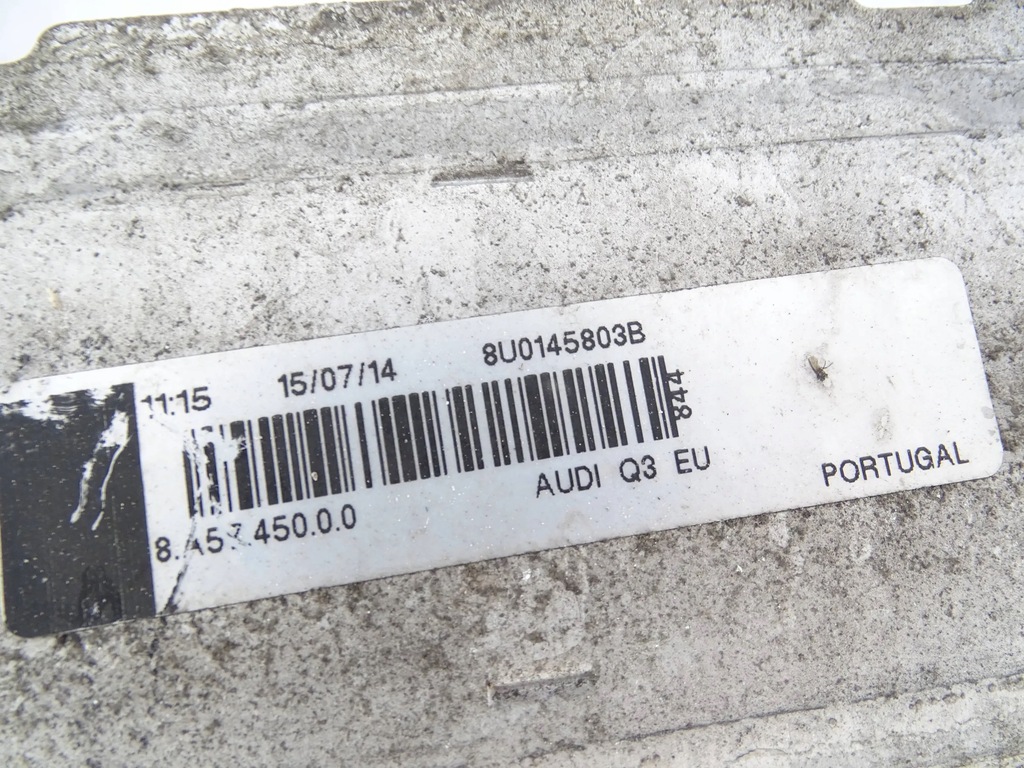 11:15 15/07/14 8U0145803B
844
AUDI Q3 EU
PORTUGAL
450.0.0